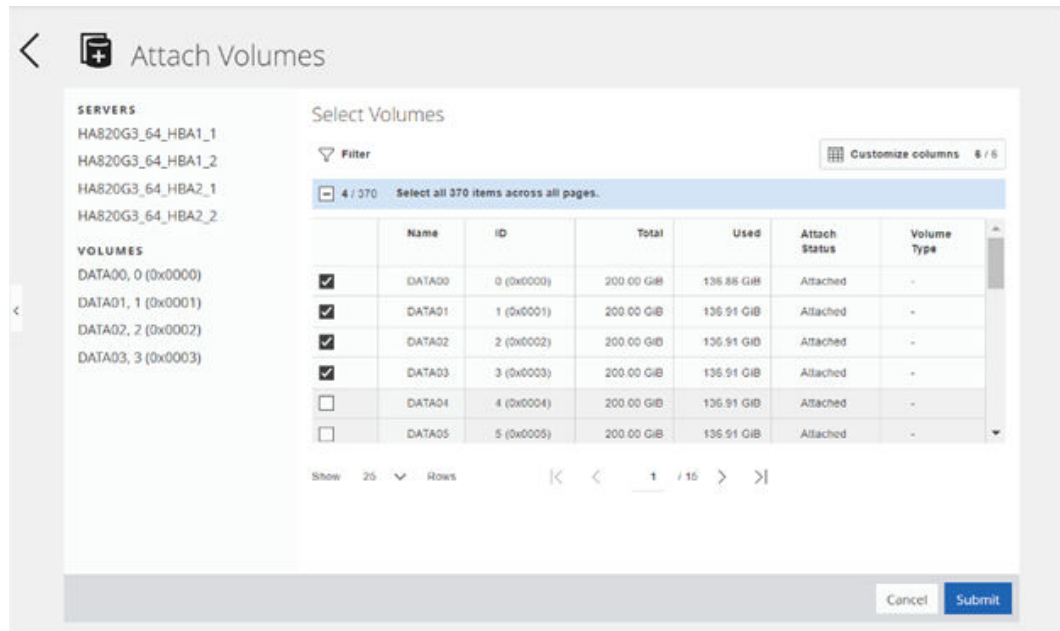 Attach Volumes
SERVERS
HA820G3_64_HBA1_1
HA820G3_64_HBA1_2
HA820G3_64_HBA2_1
HA820G3_64_HBA2_2
VOLUMES
DATA00, 0 (0x0000)
DATA01, 1 (0x0001)
DATA02, 2 (0x0002)
DATA03, 3 (0x0003)
Select Volumes
Filter
Customize columns 6 / 6
4 / 370 Select all 370 items across all pages.
Name ID Total Used Attach Status Volume Type
DATA00 0 (0x0000) 200.00 GiB 136.86 GiB Attached -
DATA01 1 (0x0001) 200.00 GiB 136.91 GiB Attached -
DATA02 2 (0x0002) 200.00 GiB 136.91 GiB Attached -
DATA03 3 (0x0003) 200.00 GiB 136.91 GiB Attached -
DATA04 4 (0x0004) 200.00 GiB 136.91 GiB Attached -
DATA05 5 (0x0005) 200.00 GiB 136.91 GiB Attached -
Show 25 Rows 1 / 15
Cancel Submit